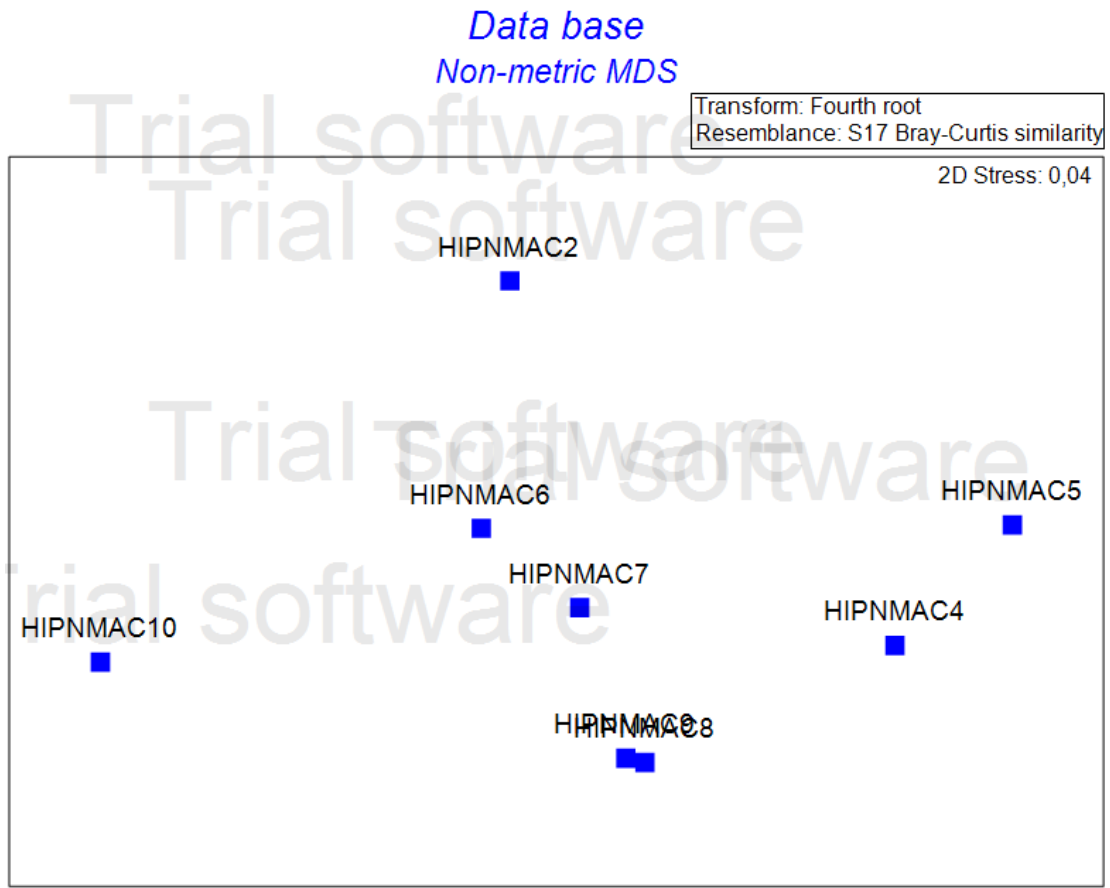 Data base
Non-metric MDS
Transform: Fourth root
Resemblance: S17 Bray-Curtis similarity
Trial software
2D Stress: 0,04
Trial software
HIPNMAC2
Trial software
Trial software
HIPNMAC6
HIPNMAC5
HIPNMAC7
Trial software
HIPNMAC4
HIPNMAC10
HIPNMAC9
HIPNMAC8